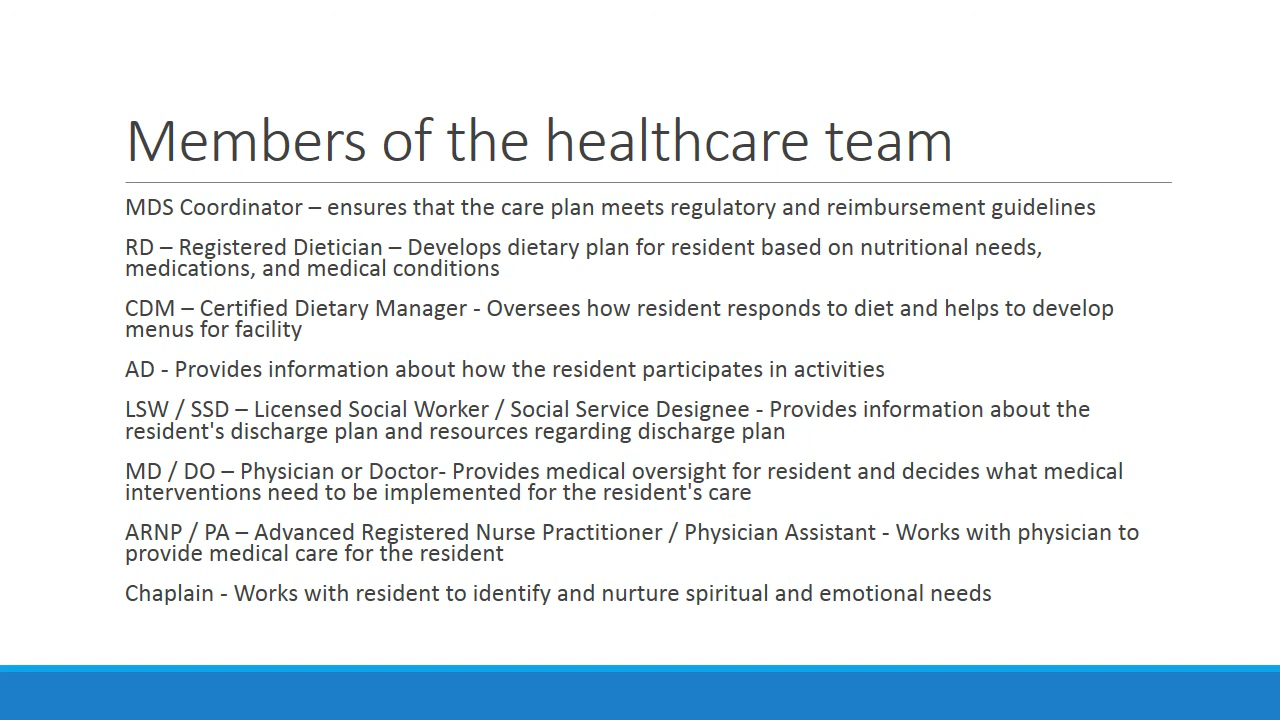 Members of the healthcare team
MDS Coordinator – ensures that the care plan meets regulatory and reimbursement guidelines
RD – Registered Dietician – Develops dietary plan for resident based on nutritional needs,
medications, and medical conditions
CDM – Certified Dietary Manager - Oversees how resident responds to diet and helps to develop
menus for facility
AD - Provides information about how the resident participates in activities
LSW / SSD – Licensed Social Worker / Social Service Designee - Provides information about the
resident's discharge plan and resources regarding discharge plan
MD / DO – Physician or Doctor- Provides medical oversight for resident and decides what medical
interventions need to be implemented for the resident's care
ARNP / PA – Advanced Registered Nurse Practitioner / Physician Assistant - Works with physician to
provide medical care for the resident
Chaplain - Works with resident to identify and nurture spiritual and emotional needs